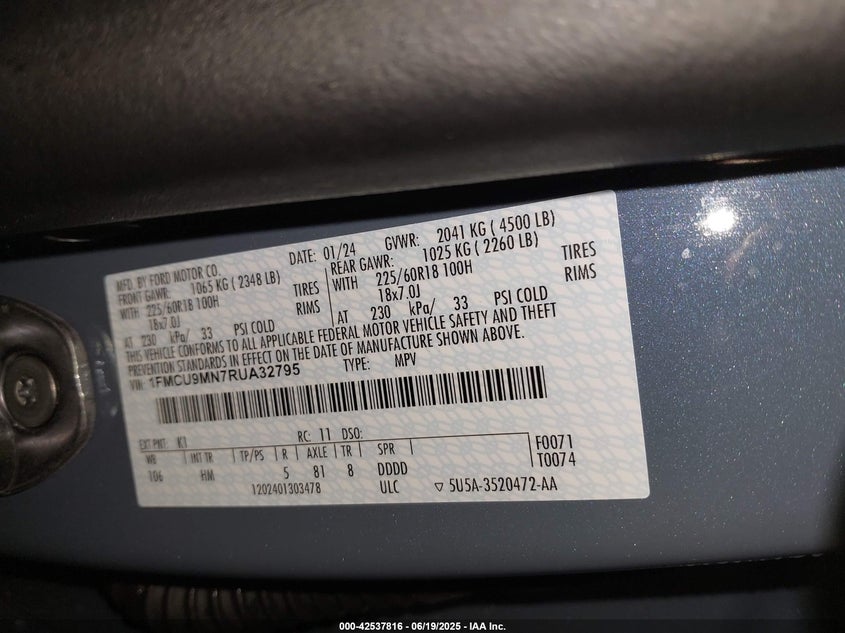 MFD. BY FORD MOTOR CO. DATE: 01/24 GVWR: 2041 KG ( 4500 LB)
FRONT GAWR: 1065 KG ( 2348 LB) REAR GAWR: 1025 KG ( 2260 LB)
WITH 225/60R18 100H TIRES WITH 225/60R18 100H TIRES
18x7.0J RIMS 18x7.0J RIMS
AT 230 kPa/ 33 PSI COLD AT 230 kPa/ 33 PSI COLD
THIS VEHICLE CONFORMS TO ALL APPLICABLE FEDERAL MOTOR VEHICLE SAFETY AND THEFT
PREVENTION STANDARDS IN EFFECT ON THE DATE OF MANUFACTURE SHOWN ABOVE.
VIN: 1FMCU9MN7RUA32795 TYPE: MPV
EXT PNT: K1 RC: 11 DSO: F0071
WB INT TR TP/PS R AXLE TR SPR T0074
106 HM 5 81 8 DDDD
1202401303478 ULC ▽ 5U5A-3520472-AA
000-42537816 - 06/19/2025 - IAA Inc.